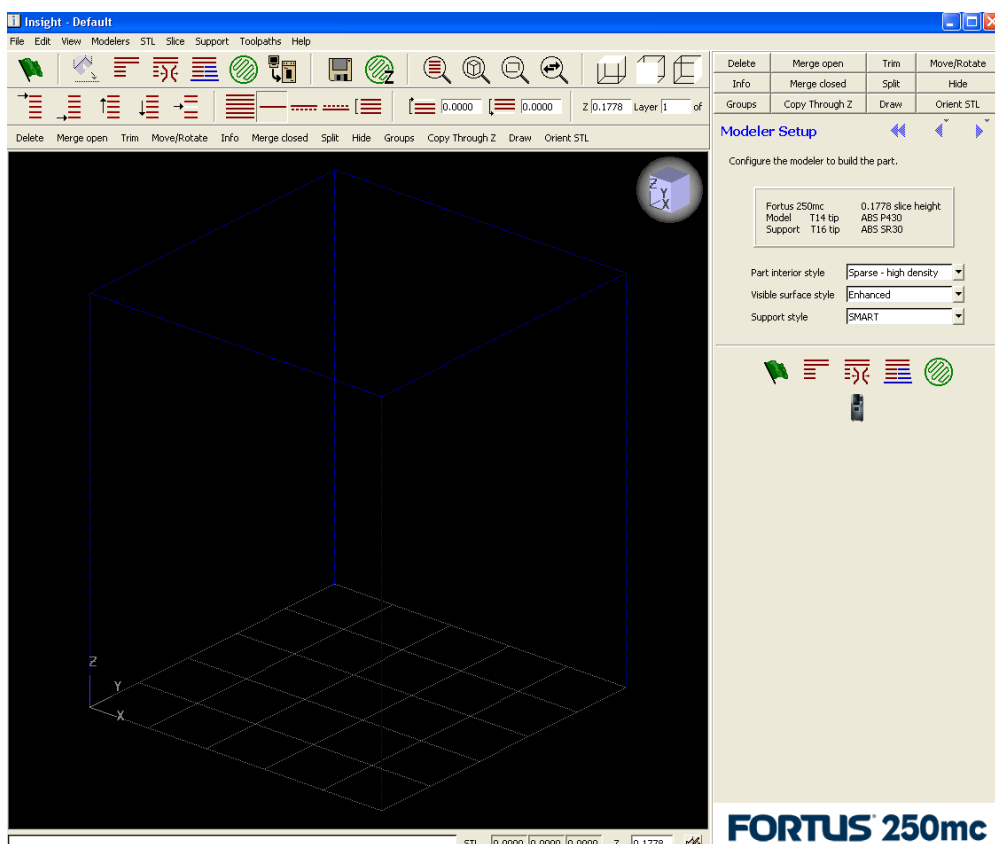 Insight - Default
File Edit View Modelers STL Slice Support Toolpaths Help
Z
0.0000 0.0000 Z 0.1778 Layer 1 of
Delete Merge open Trim Move/Rotate Info Merge closed Split Hide Groups Copy Through Z Draw Orient STL
Delete Merge open Trim Move/Rotate
Info Merge closed Split Hide
Groups Copy Through Z Draw Orient STL
Modeler Setup
Configure the modeler to build the part.
Fortus 250mc 0.1778 slice height
Model T14 tip ABS P430
Support T16 tip ABS SR30
Part interior style Sparse - high density
Visible surface style Enhanced
Support style SMART
Z
Y
X
Z
Y
X
STL 0.0000 0.0000 0.0000 Z 0.1778
FORTUS 250mc